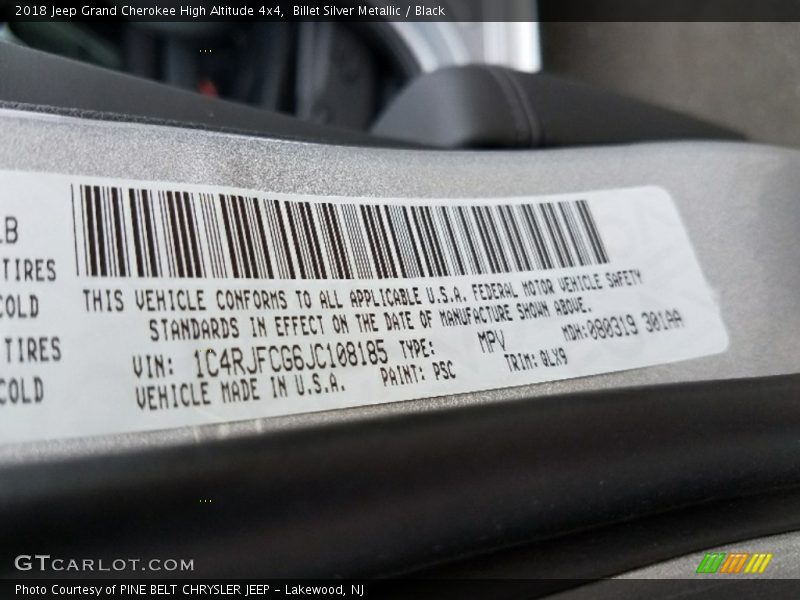 2018 Jeep Grand Cherokee High Altitude 4x4,  Billet Silver Metallic / Black
LB
TIRES
COLD
TIRES
COLD
THIS VEHICLE CONFORMS TO ALL APPLICABLE U.S.A. FEDERAL MOTOR VEHICLE SAFETY
STANDARDS IN EFFECT ON THE DATE OF MANUFACTURE SHOWN ABOVE.
VIN: 1C4RJFCG6JC108185 TYPE: MPV MDH:080319 301AA
VEHICLE MADE IN U.S.A. PAINT: PSC TRIM: QLX9
GTCARLOT.COM
Photo Courtesy of PINE BELT CHRYSLER JEEP - Lakewood, NJ